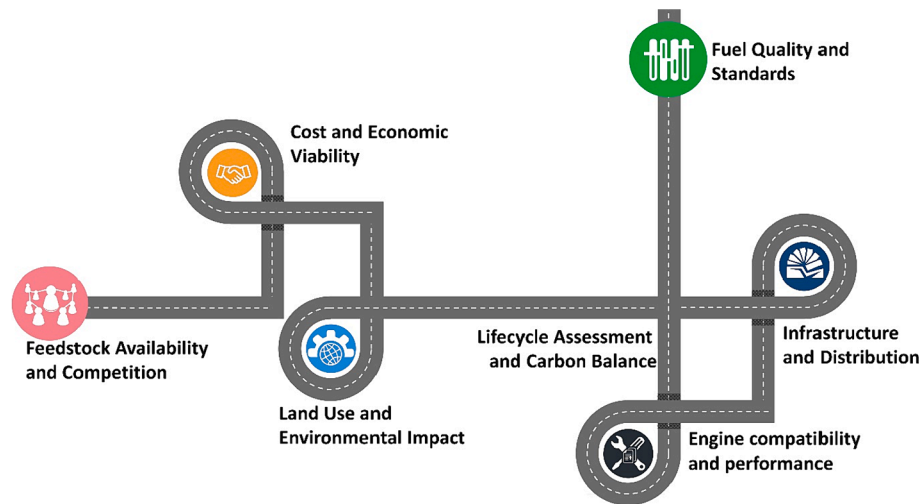 Fuel Quality and
Standards
Cost and Economic
Viability
Feedstock Availability
and Competition
Lifecycle Assessment
and Carbon Balance
Infrastructure
and Distribution
Land Use and
Environmental Impact
Engine compatibility
and performance